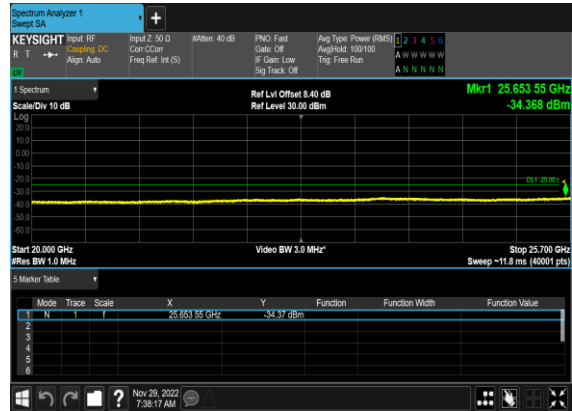 Spectrum Analyzer 1
Swept SA
+
KEYSIGHT Input: RF Input Z: 50 Ω #Atten: 40 dB PNO: Fast Avg Type: Power (RMS) 1 2 3 4 5 6
R T Coupling: DC Corr CCorr Gate: Off Avg|Hold: 100/100 A W W W W W
Align: Auto Freq Ref: Int (S) IF Gain: Low Trig: Free Run
LW Sig Track: Off A N N N N N
1 Spectrum
Scale/Div 10 dB
Ref Lvl Offset 8.40 dB
Ref Level 30.00 dBm
Mkr1 25.653 55 GHz
-34.368 dBm
Log
20.0
10.0
0.00
-10.0
-20.0
DL1 -25.00
-30.0
-40.0
-50.0
-60.0
Start 20.000 GHz Video BW 3.0 MHz* Stop 25.700 GHz
#Res BW 1.0 MHz Sweep ~11.8 ms (40001 pts)
5 Marker Table
Mode Trace Scale X Y Function Function Width Function Value
1 N 1 f 25.653 55 GHz -34.37 dBm
2
3
4
5
6
Nov 29, 2022
7:38:17 AM